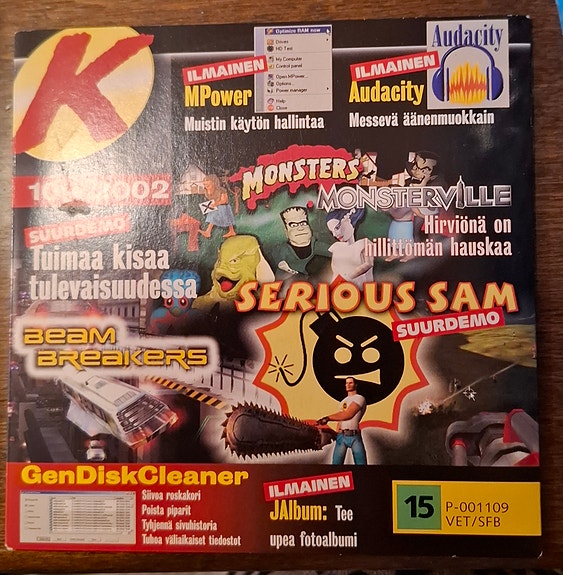 K
Optimize RAM now
Drives
HD Test
My Computer
Control panel
Open MPower...
Options...
Power manager
Help
Close
ILMAINEN
MPower
Muistin käytön hallintaa
Audacity
ILMAINEN
Audacity
Messevä äänenmuokkain
2002
MONSTERS
MONSTERVILLE
Hirviönä on
hillittömän hauskaa
SUURDEMO
Tuimaa kisaa
tulevaisuudessa
SERIOUS SAM
SUURDEMO
BEAM
BREAKERS
GenDiskCleaner
Siivoa roskakori
Poista piparit
Tyhjennä sivuhistoria
Tuhoa väliaikaiset tiedostot
ILMAINEN
JAlbum: Tee
upea fotoalbumi
15
P-001109
VET/SFB